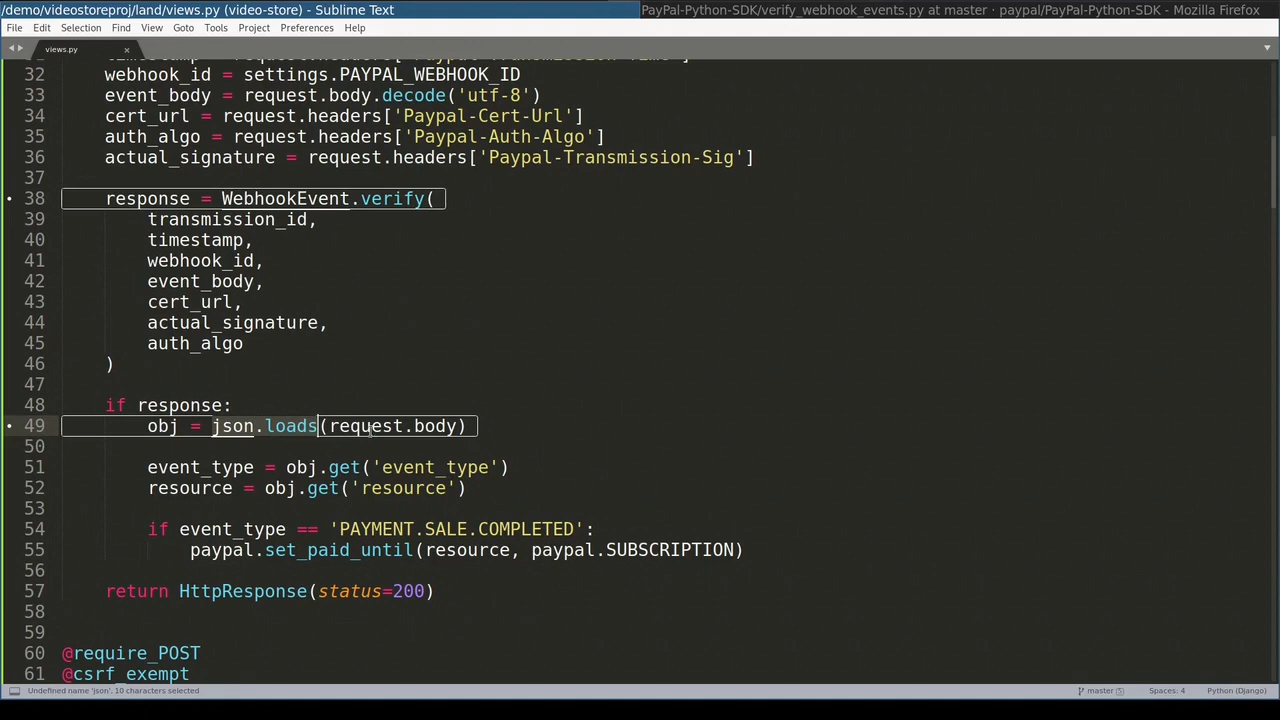 /demo/videostoreproj/land/views.py (video-store) - Sublime Text
PayPal-Python-SDK/verify_webhook_events.py at master · paypal/PayPal-Python-SDK - Mozilla Firefox
File Edit Selection Find View Goto Tools Project Preferences Help
views.py ×
32 webhook_id = settings.PAYPAL_WEBHOOK_ID
33 event_body = request.body.decode('utf-8')
34 cert_url = request.headers['Paypal-Cert-Url']
35 auth_algo = request.headers['Paypal-Auth-Algo']
36 actual_signature = request.headers['Paypal-Transmission-Sig']
37
38 response = WebhookEvent.verify(
39 transmission_id,
40 timestamp,
41 webhook_id,
42 event_body,
43 cert_url,
44 actual_signature,
45 auth_algo
46 )
47
48 if response:
49 obj = json.loads(request.body)
50
51 event_type = obj.get('event_type')
52 resource = obj.get('resource')
53
54 if event_type == 'PAYMENT.SALE.COMPLETED':
55 paypal.set_paid_until(resource, paypal.SUBSCRIPTION)
56
57 return HttpResponse(status=200)
58
59
60 @require_POST
61 @csrf_exempt
Undefined name 'json', 10 characters selected
master 5 Spaces: 4 Python (Django)